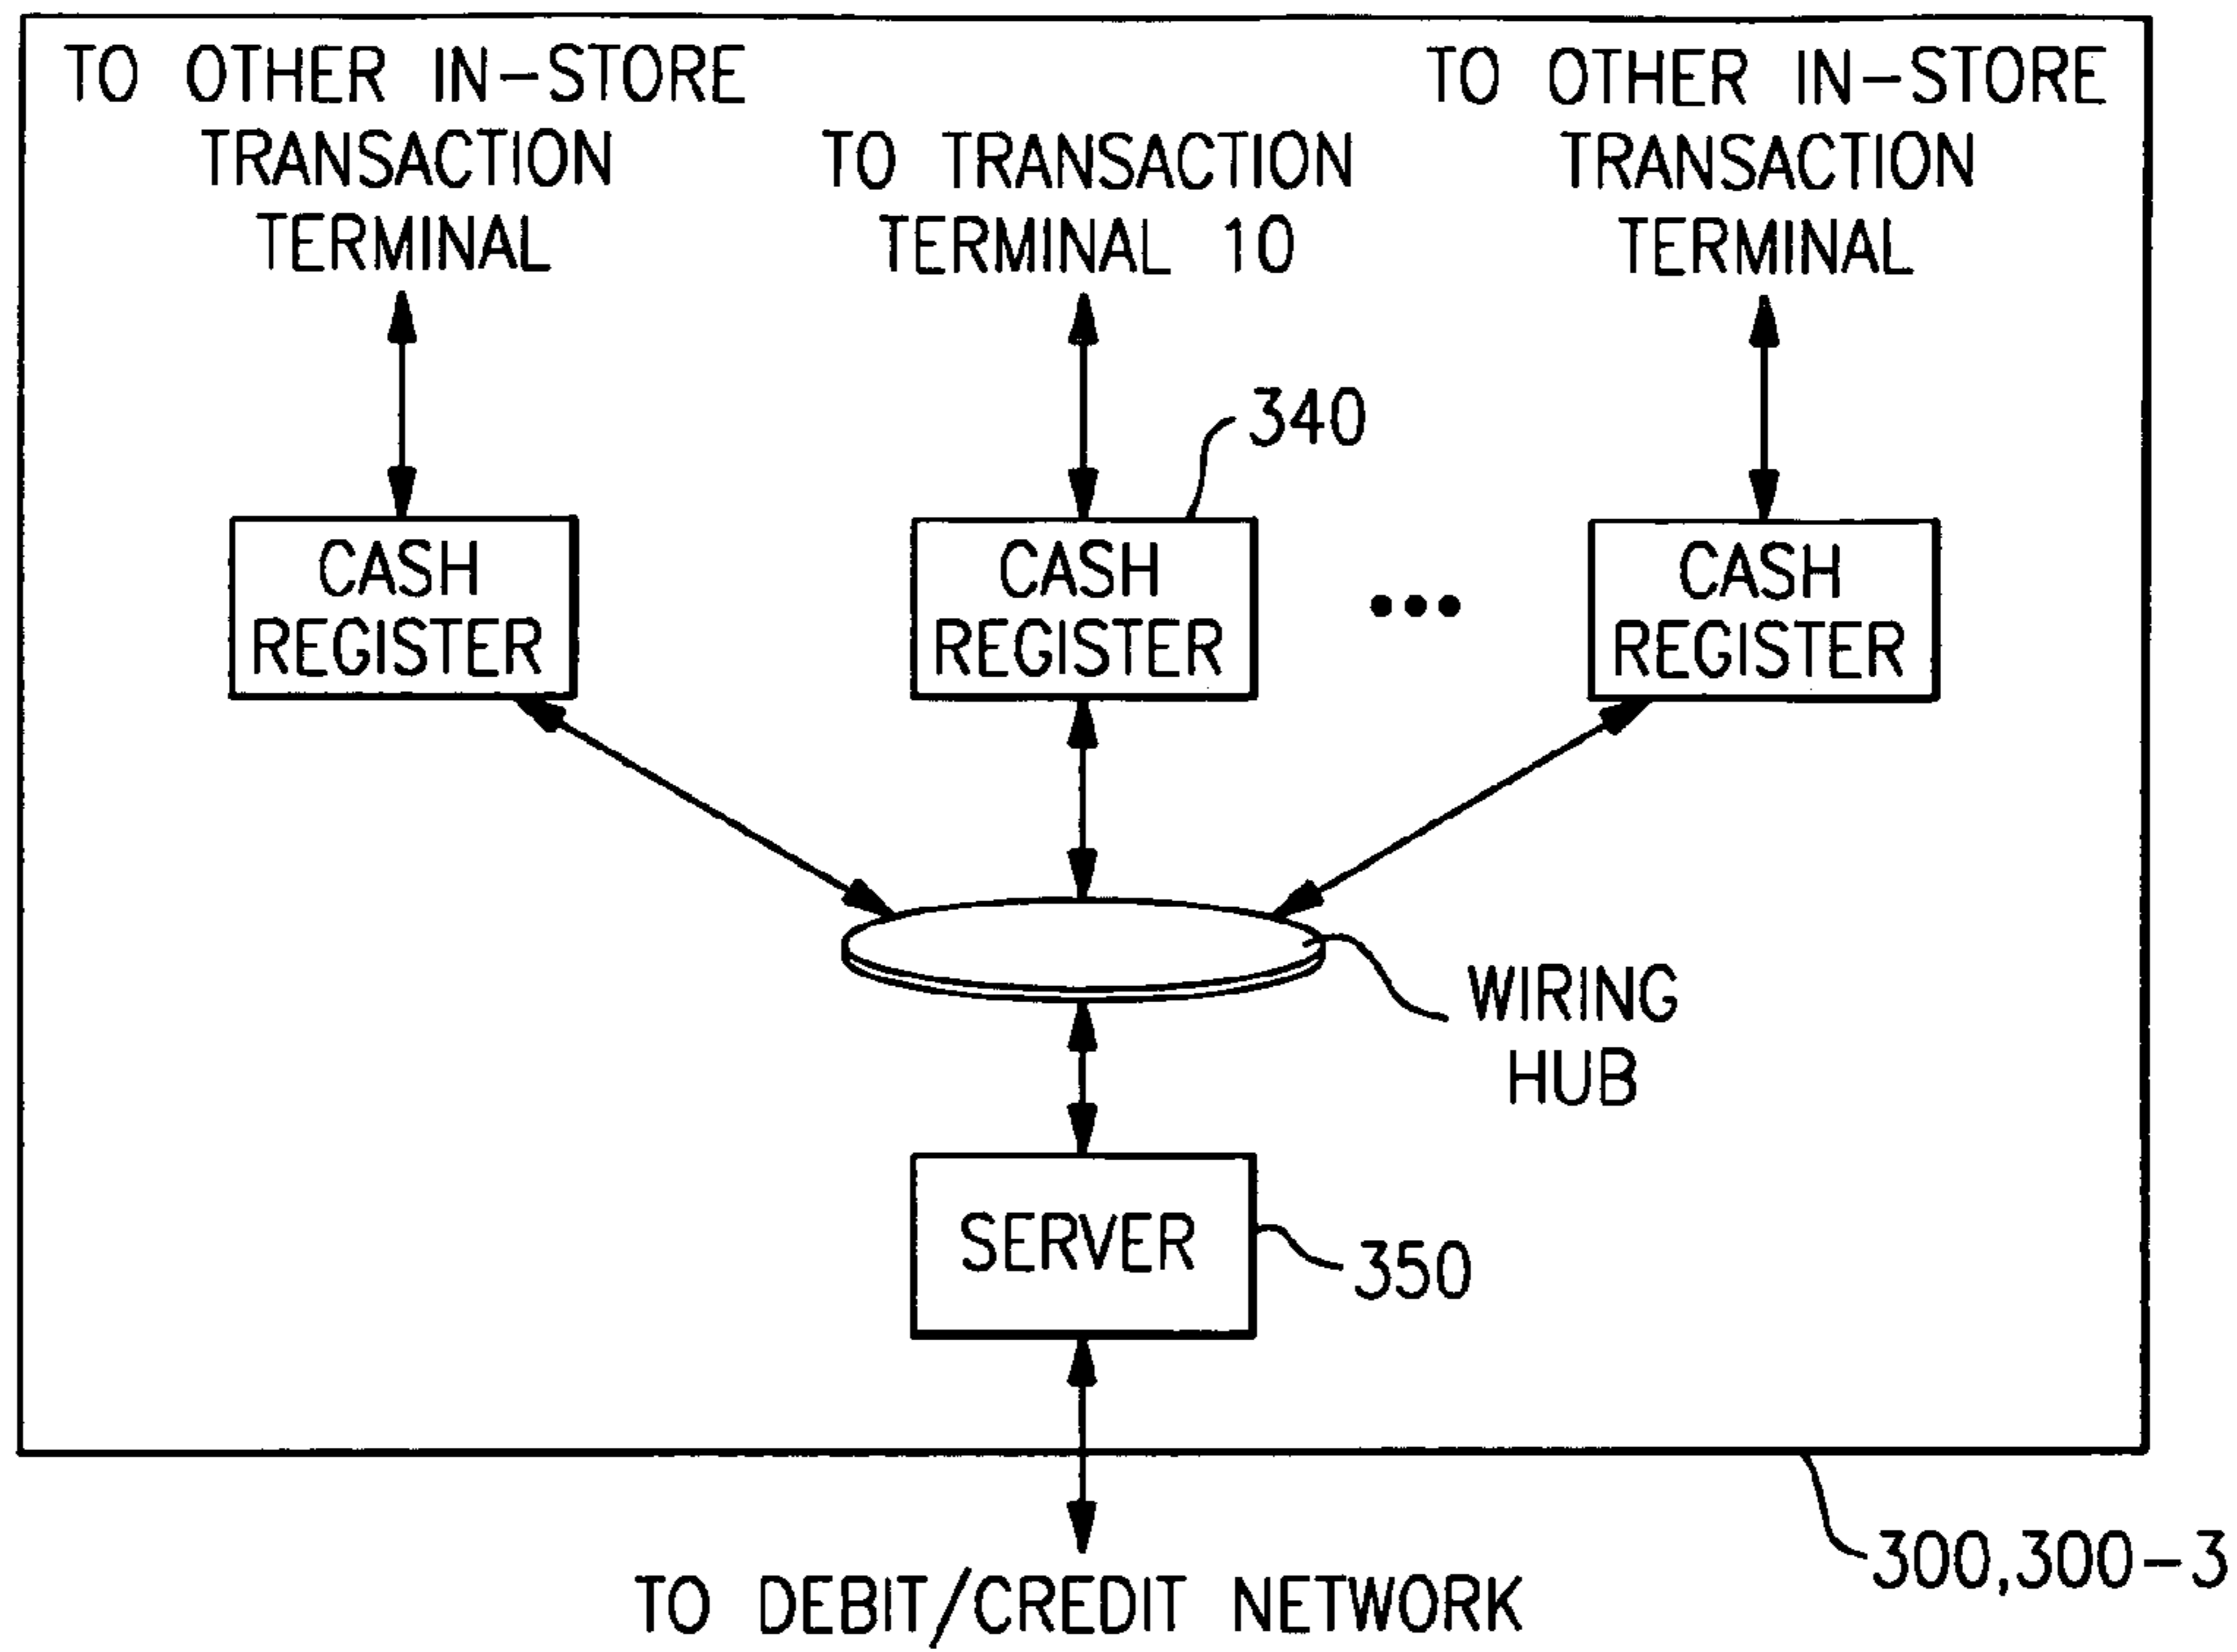 TO OTHER IN-STORE
TRANSACTION
TERMINAL
TO TRANSACTION
TERMINAL 10
TO OTHER IN-STORE
TRANSACTION
TERMINAL
340
CASH
REGISTER
CASH
REGISTER
CASH
REGISTER
WIRING
HUB
SERVER
350
300,300-3
TO DEBIT/CREDIT NETWORK